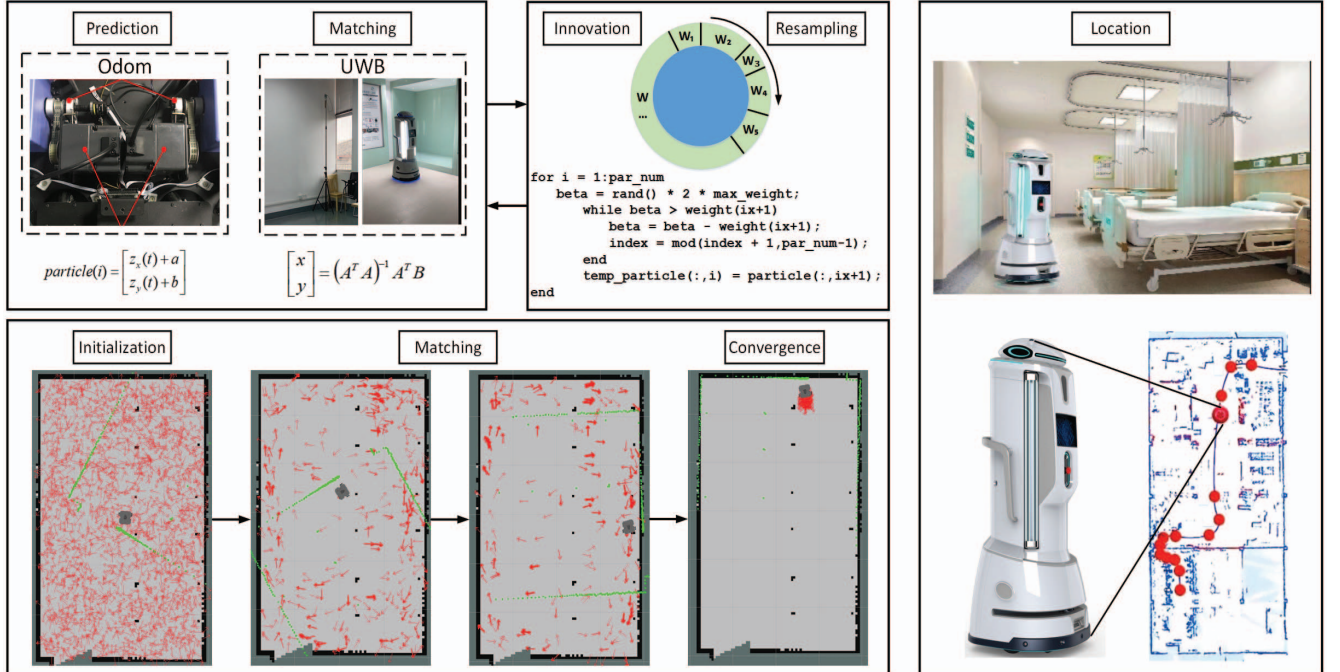 Prediction
Matching
Odom
UWB
particle(i) = [z_x(t)+a
z_y(t)+b]
[x
y] = (A^T A)^{-1} A^T B
Innovation
Resampling
W₁
W₂
W₃
W₄
W₅
W
...
for i = 1:par_num
beta = rand() * 2 * max_weight;
while beta > weight(ix+1)
beta = beta - weight(ix+1);
index = mod(index + 1,par_num-1);
end
temp_particle(:,i) = particle(:,ix+1);
end
Initialization
Matching
Convergence
Location